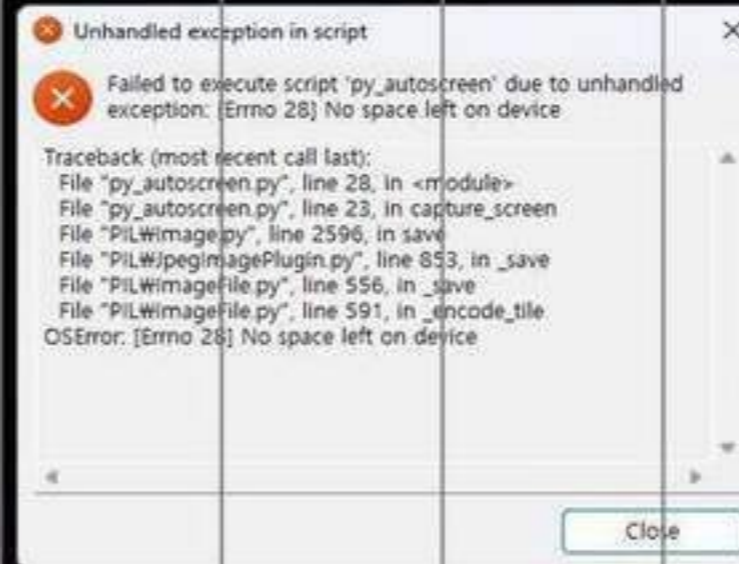 Unhandled exception in script
Failed to execute script 'py_autoscreen' due to unhandled
exception: [Errno 28] No space left on device
Traceback (most recent call last):
File "py_autoscreen.py", line 28, in <module>
File "py_autoscreen.py", line 23, in capture_screen
File "PIL₩Image.py", line 2596, in save
File "PIL₩JpegImagePlugin.py", line 853, in _save
File "PIL₩ImageFile.py", line 556, in _save
File "PIL₩ImageFile.py", line 591, in _encode_tile
OSError: [Errno 28] No space left on device
Close